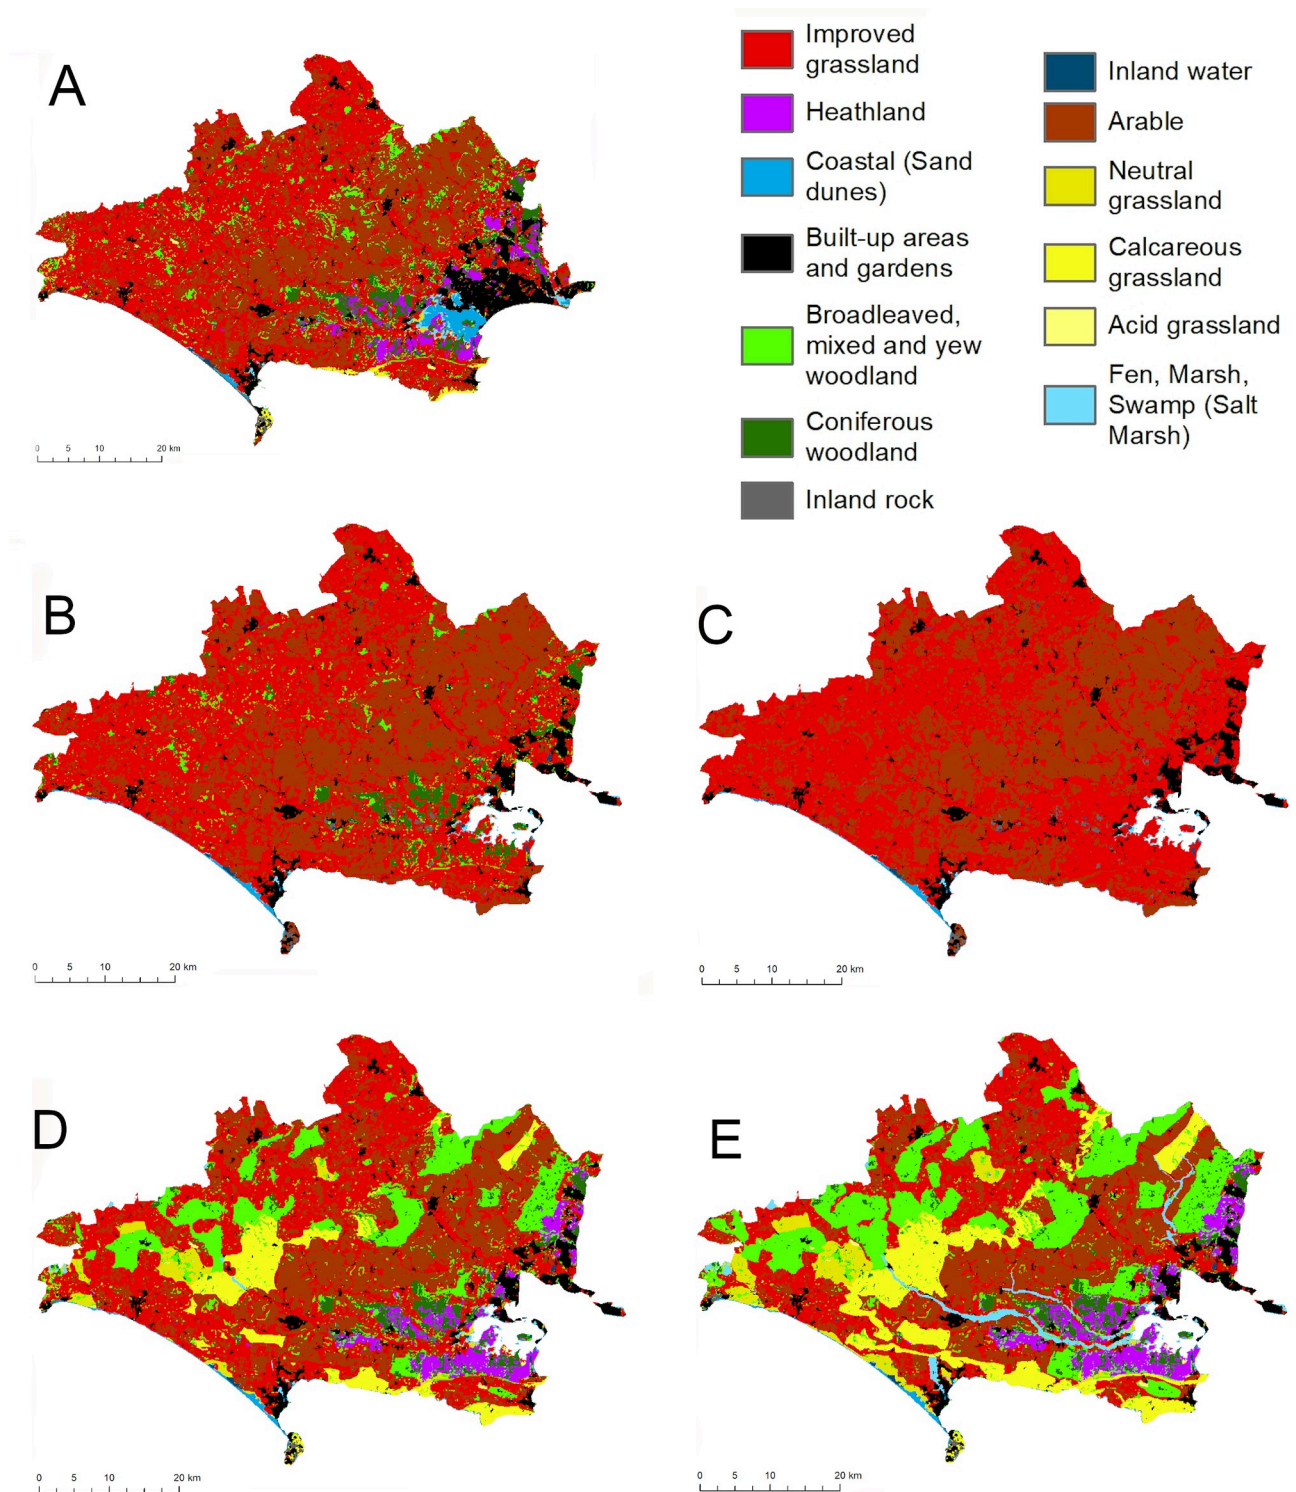 A
Improved
grassland
Heathland
Coastal (Sand
dunes)
Built-up areas
and gardens
Broadleaved,
mixed and yew
woodland
Coniferous
woodland
Inland rock
Inland water
Arable
Neutral
grassland
Calcareous
grassland
Acid grassland
Fen, Marsh,
Swamp (Salt
Marsh)
0 5 10 20 km
B
0 5 10 20 km
C
0 5 10 20 km
D
0 5 10 20 km
E
0 5 10 20 km